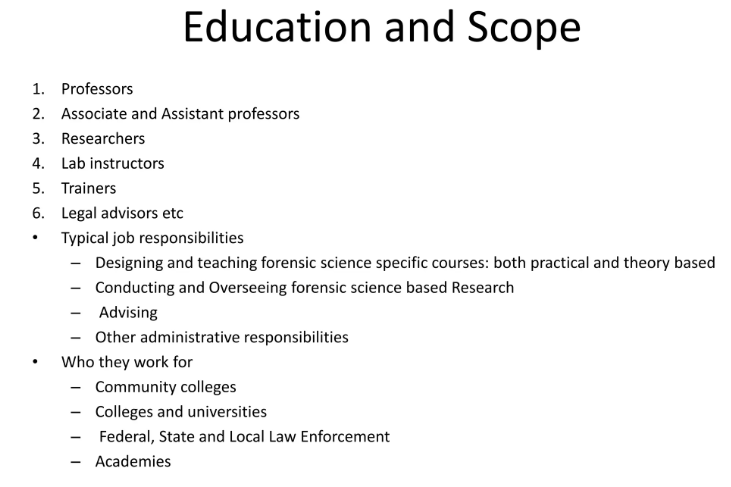 Education and Scope
1. Professors
2. Associate and Assistant professors
3. Researchers
4. Lab instructors
5. Trainers
6. Legal advisors etc
• Typical job responsibilities
– Designing and teaching forensic science specific courses: both practical and theory based
– Conducting and Overseeing forensic science based Research
– Advising
– Other administrative responsibilities
• Who they work for
– Community colleges
– Colleges and universities
– Federal, State and Local Law Enforcement
– Academies